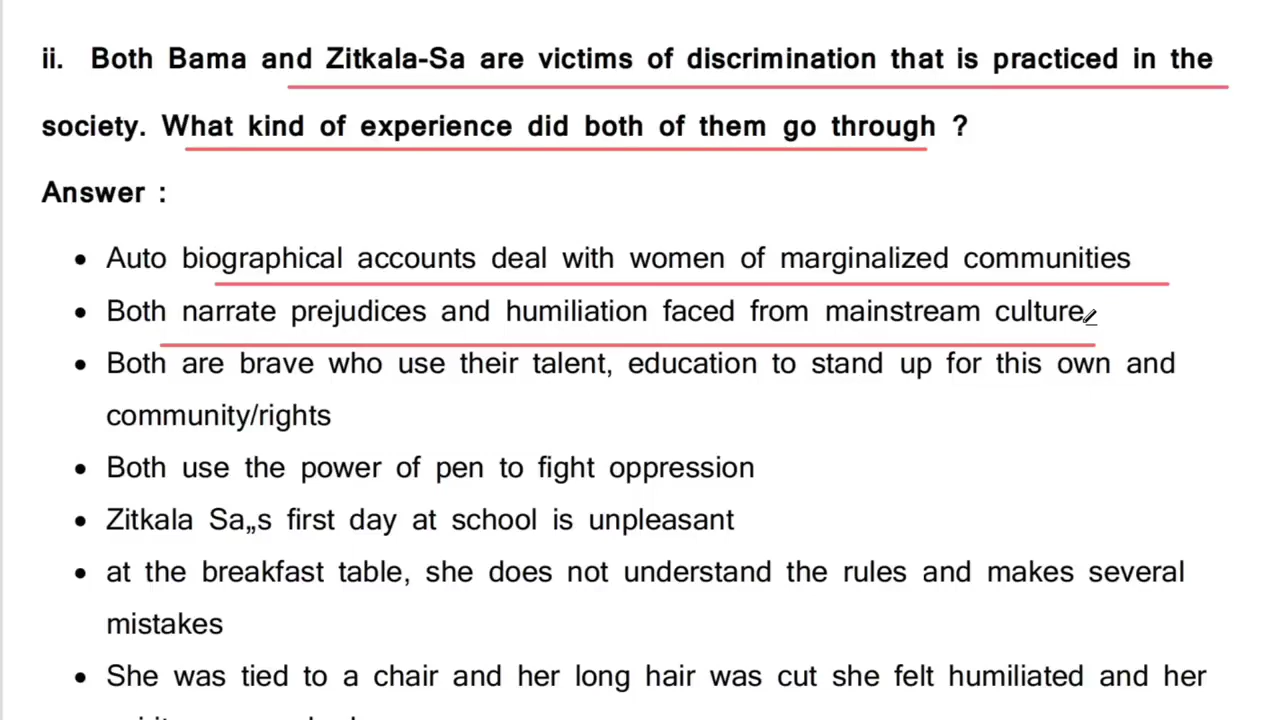 ii. Both Bama and Zitkala-Sa are victims of discrimination that is practiced in the
society. What kind of experience did both of them go through ?
Answer :
• Auto biographical accounts deal with women of marginalized communities
• Both narrate prejudices and humiliation faced from mainstream culture
• Both are brave who use their talent, education to stand up for this own and
community/rights
• Both use the power of pen to fight oppression
• Zitkala Sa„s first day at school is unpleasant
• at the breakfast table, she does not understand the rules and makes several
mistakes
• She was tied to a chair and her long hair was cut she felt humiliated and her